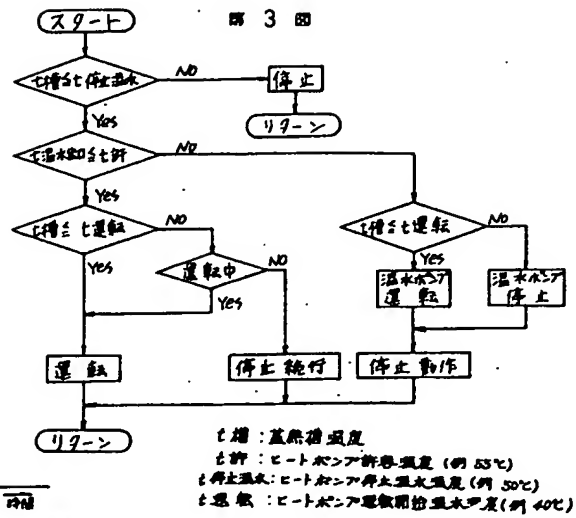 第 3 図
スタート
t槽≦t停止温水
NO
停止
Yes
リターン
t温水出口≦t許
NO
Yes
t槽≦t運転
NO
t槽≦t運転
NO
Yes
運転中
NO
Yes
Yes
温水ポンプ
運転
温水ポンプ
停止
運転
停止続行
停止動作
リターン
t槽：蓄熱槽温度
t許：ヒートポンプ許容温度(例 55℃)
t停止温水：ヒートポンプ停止温水温度(例 50℃)
t運転：ヒートポンプ運転開始温水温度(例 40℃)